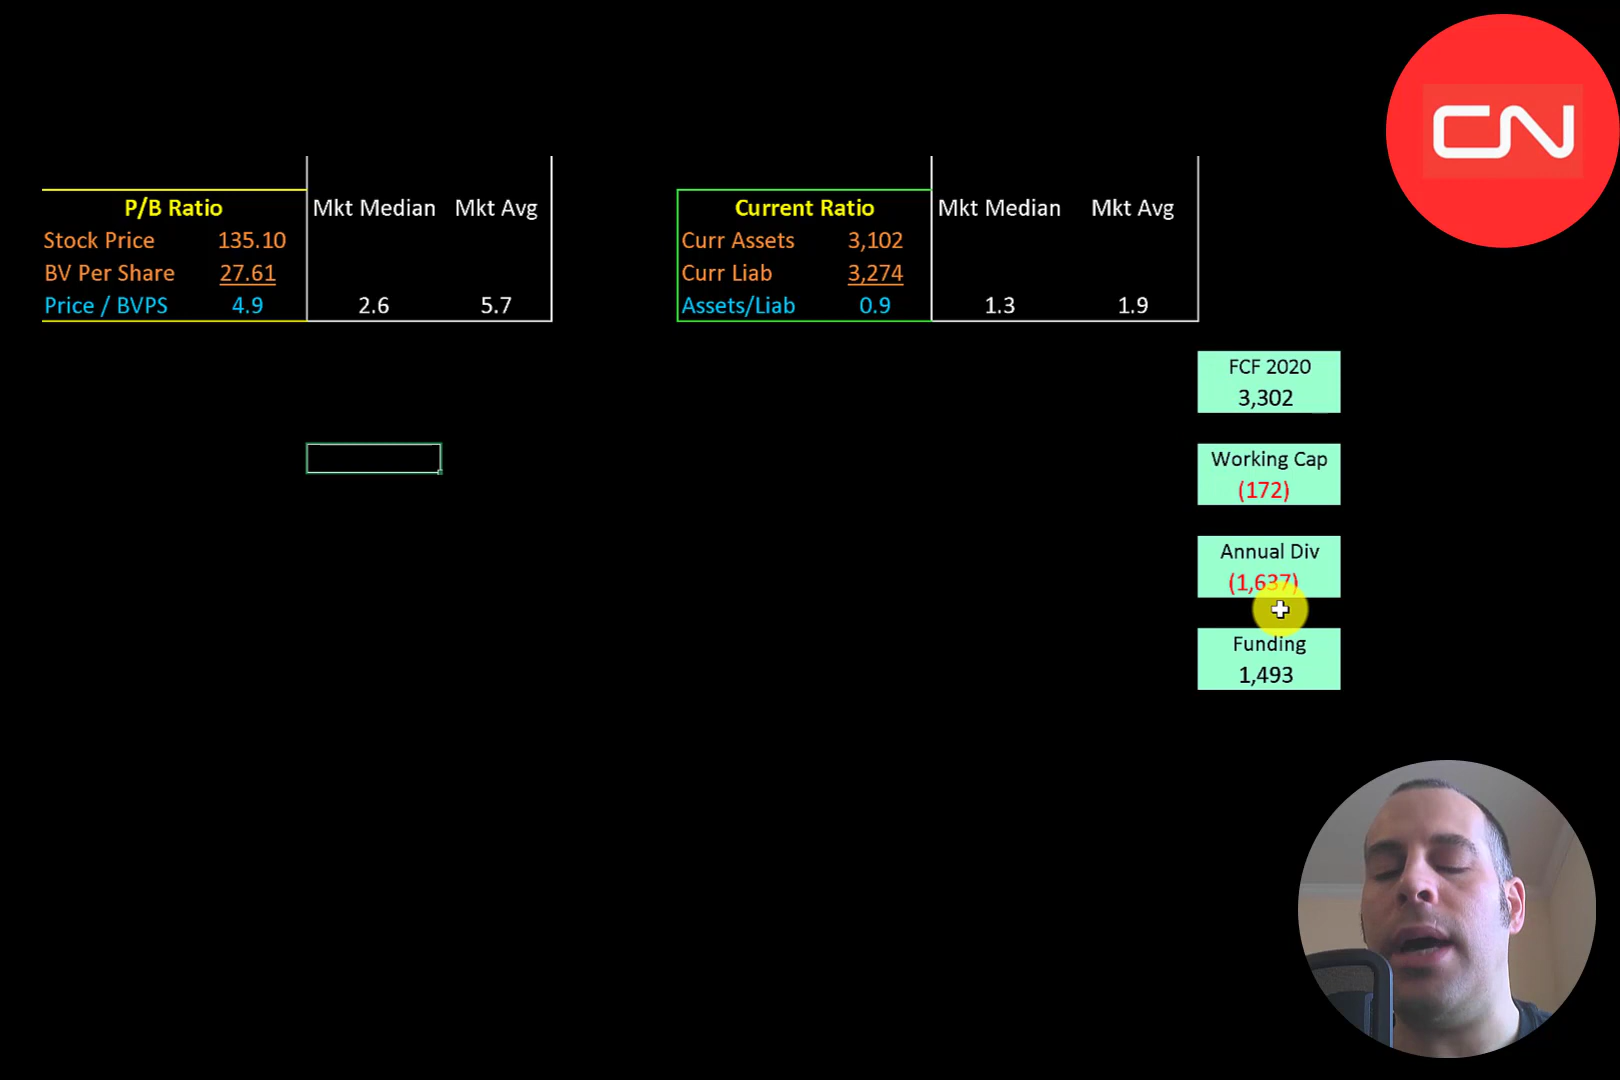 CN
P/B Ratio Mkt Median Mkt Avg
Stock Price 135.10
BV Per Share 27.61
Price / BVPS 4.9 2.6 5.7
Current Ratio Mkt Median Mkt Avg
Curr Assets 3,102
Curr Liab 3,274
Assets/Liab 0.9 1.3 1.9
FCF 2020
3,302
Working Cap
(172)
Annual Div
(1,637)
Funding
1,493